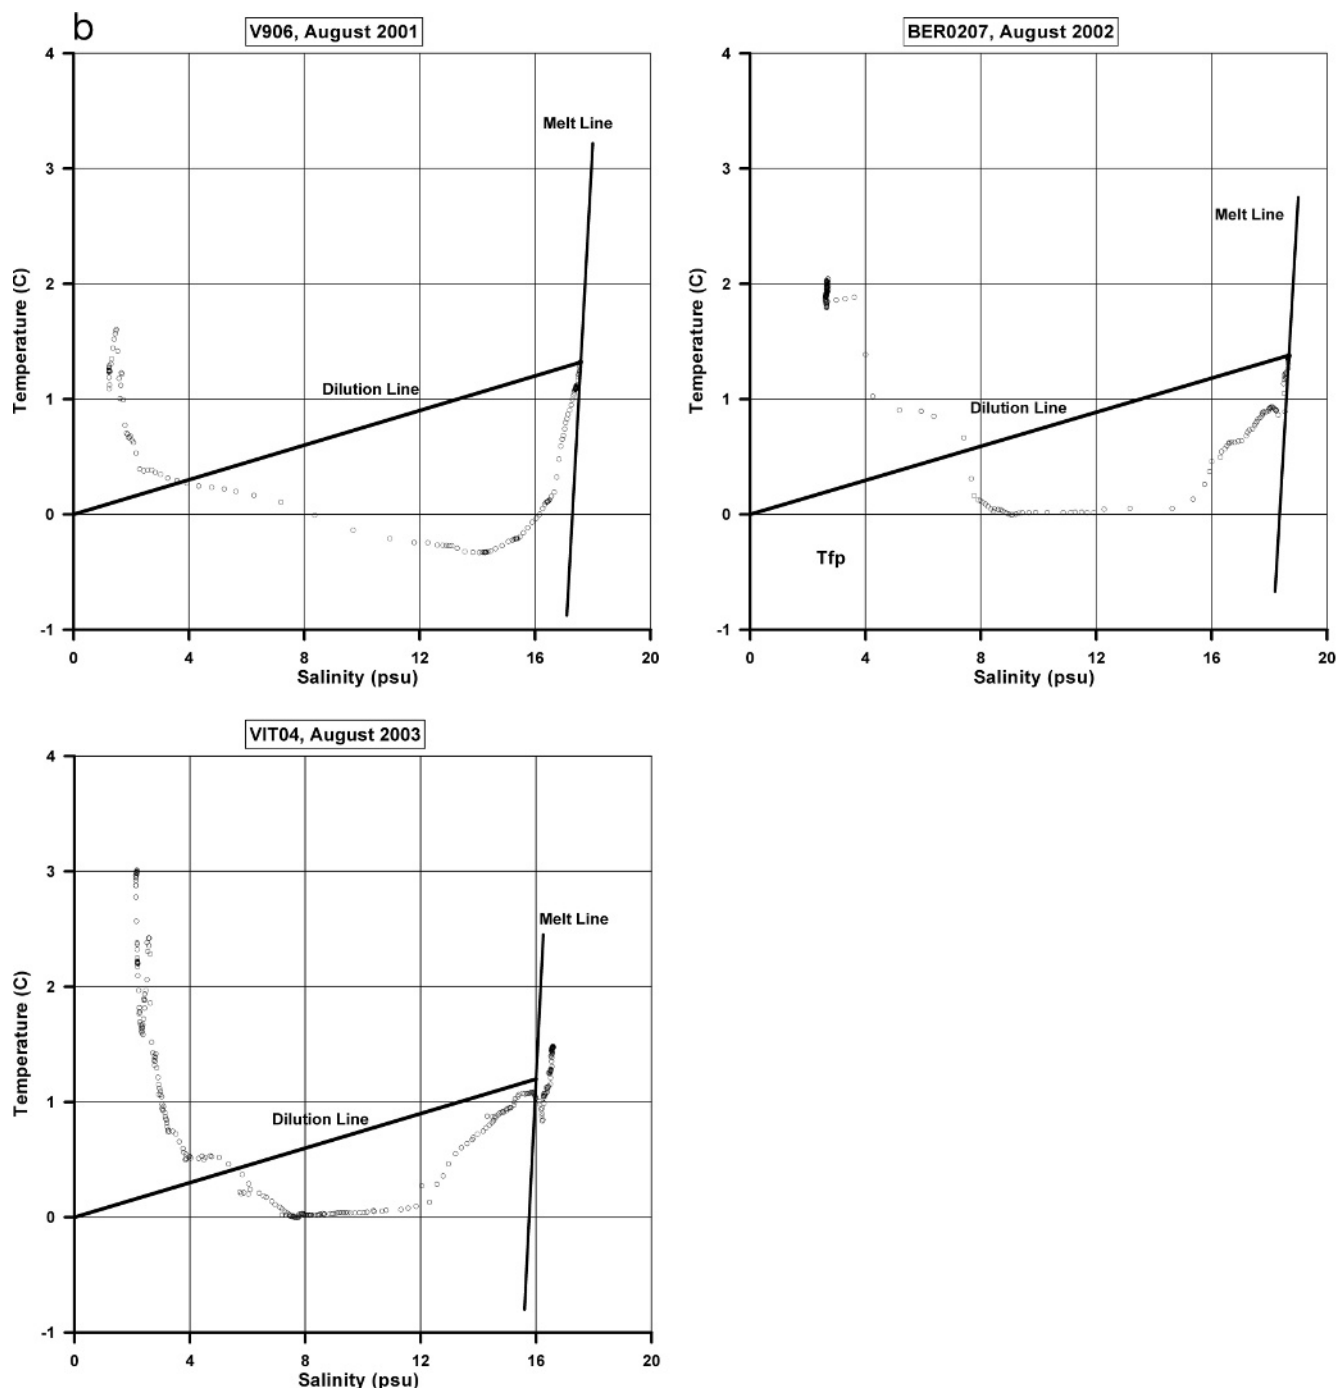 b
V906, August 2001
4
3
2
1
0
-1
Temperature (C)
Melt Line
Dilution Line
0 4 8 12 16 20
Salinity (psu)
BER0207, August 2002
4
3
2
1
0
-1
Temperature (C)
Melt Line
Dilution Line
Tfp
0 4 8 12 16 20
Salinity (psu)
VIT04, August 2003
4
3
2
1
0
-1
Temperature (C)
Melt Line
Dilution Line
0 4 8 12 16 20
Salinity (psu)